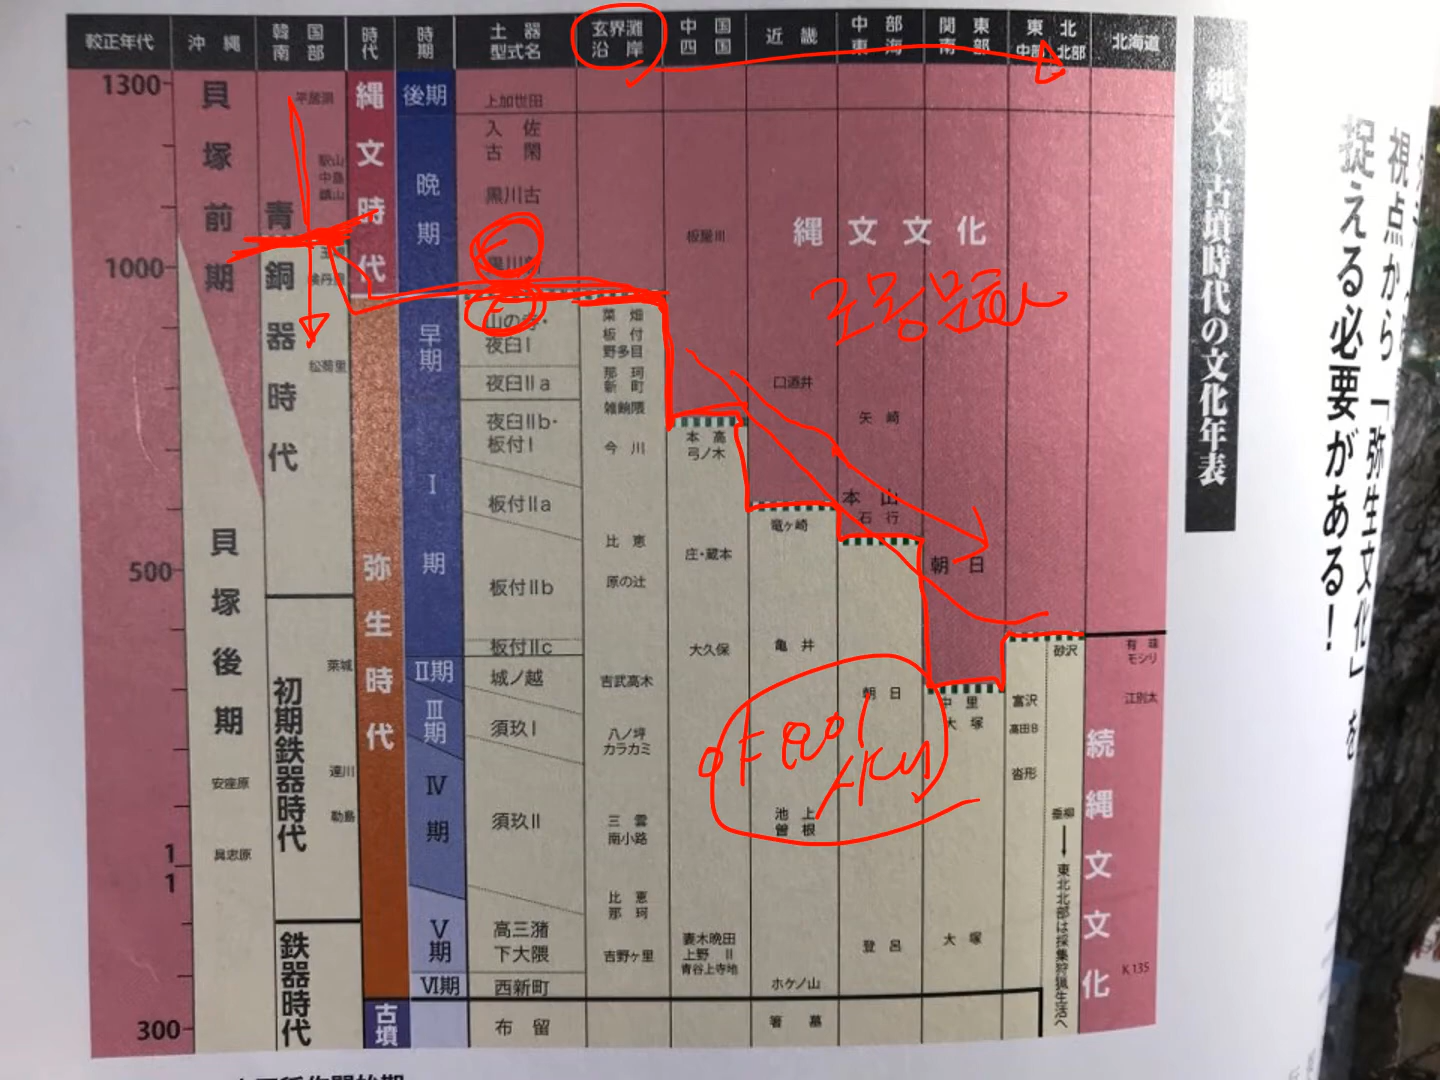 較正年代 沖縄 韓国南部 時代 時期 土器型式名 玄界灘沿岸 中国四国 近畿 中部東海 関東南部 東北中部 北部 北海道
1300
1000
500
1
1
300
貝塚前期
貝塚後期
安座原
具志原
青銅器時代
松菊里
初期鉄器時代
莱城
達川
勒島
鉄器時代
縄文時代
弥生時代
古墳
後期
晩期
早期
I期
II期
III期
IV期
V期
VI期
上加世田
入佐
古閑
黒川古
夜臼I
夜臼IIa
夜臼IIb・
板付I
板付IIa
板付IIb
板付IIc
城ノ越
須玖I
須玖II
高三潴
下大隈
西新町
布留
菜畑
板付
野多目
那珂
新町
雑餉隈
今川
比恵
原の辻
吉武高木
八ノ坪
カラカミ
三雲
南小路
比恵
那珂
吉野ヶ里
板屋III
本高
弓ノ木
庄・蔵本
大久保
妻木晩田
上野II
青谷上寺地
縄文文化
口酒井
竜ヶ崎
亀井
池上
曽根
ホケノ山
箸墓
矢崎
本山
石行
朝日
登呂
朝日
中里
大塚
大塚
富沢
高田B
沓形
砂沢
垂柳
東北北部は採集狩猟生活へ
有珠
モシリ
江別太
続縄文文化
K135
縄文〜古墳時代の文化年表
視点から「弥生文化」を
捉える必要がある！